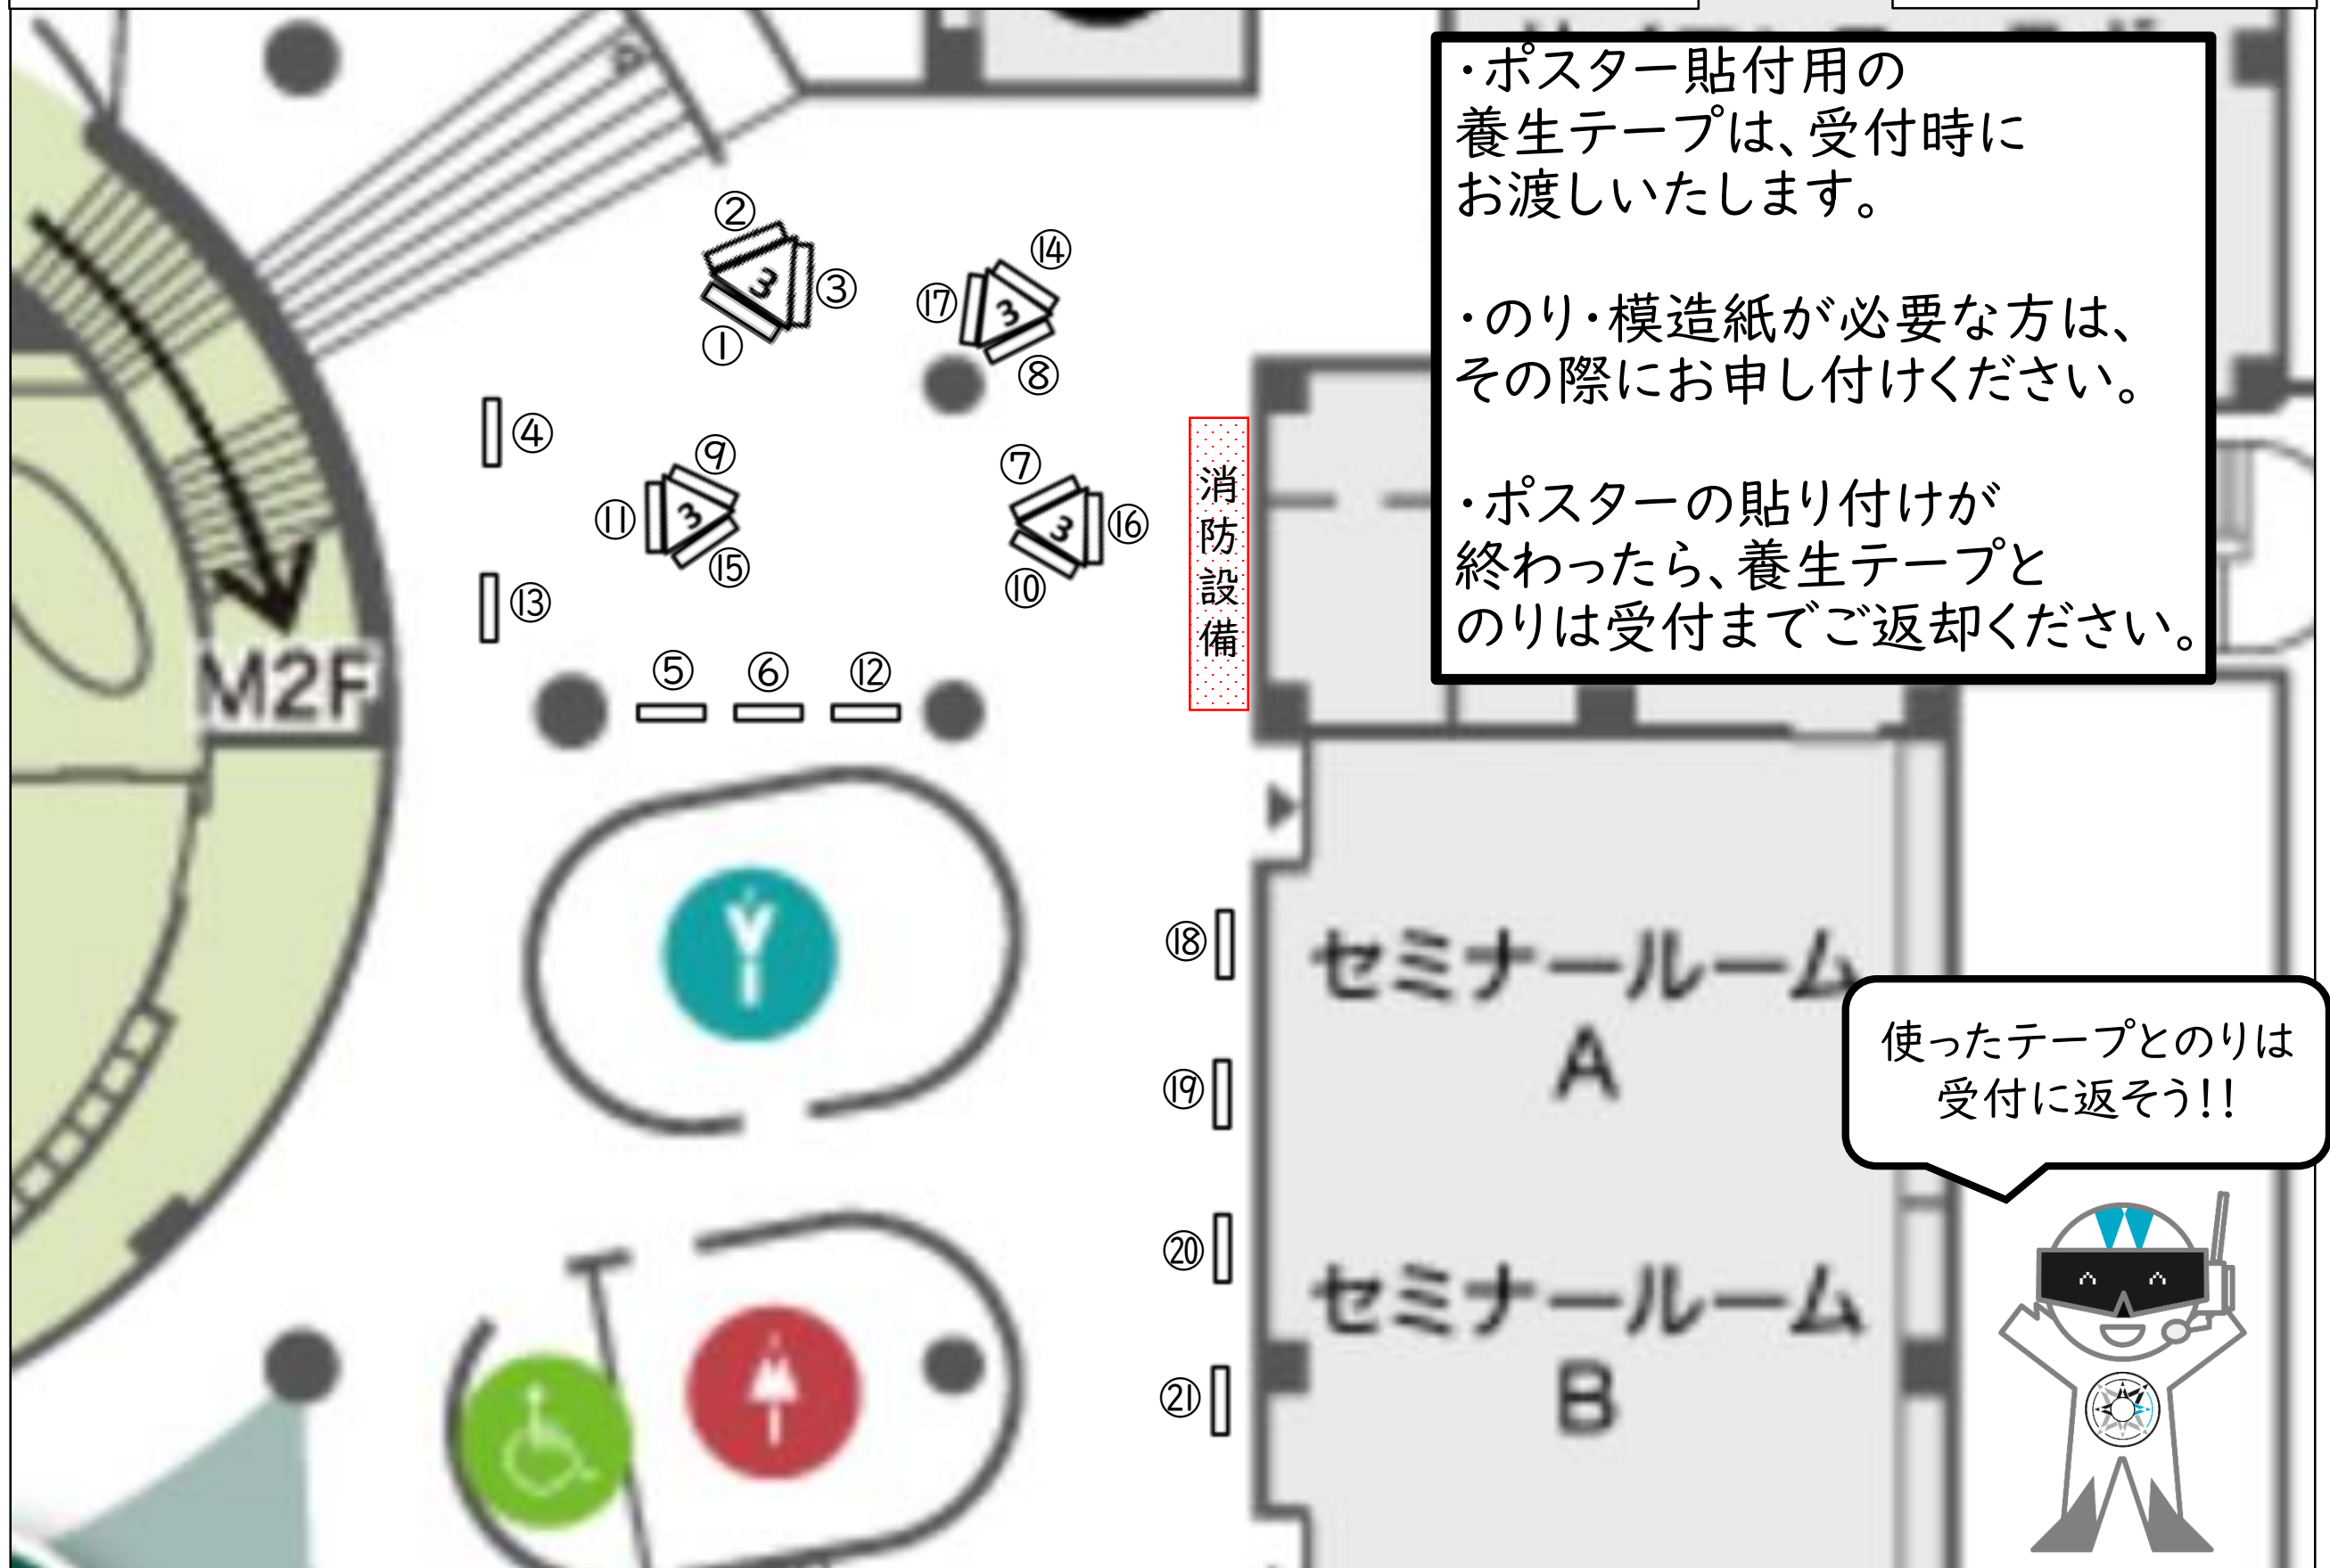 ・ポスター貼付用の
養生テープは、受付時に
お渡しいたします。
・のり・模造紙が必要な方は、
その際にお申し付けください。
・ポスターの貼り付けが
終わったら、養生テープと
のりは受付までご返却ください。
②
3
③
①
⑭
⑰
3
⑧
④
⑨
⑪
3
⑮
⑦
3
⑯
⑩
⑬
消防設備
M2F
⑤
⑥
⑫
⑱
セミナールーム
A
⑲
使ったテープとのりは
受付に返そう!!
⑳
セミナールーム
B
㉑